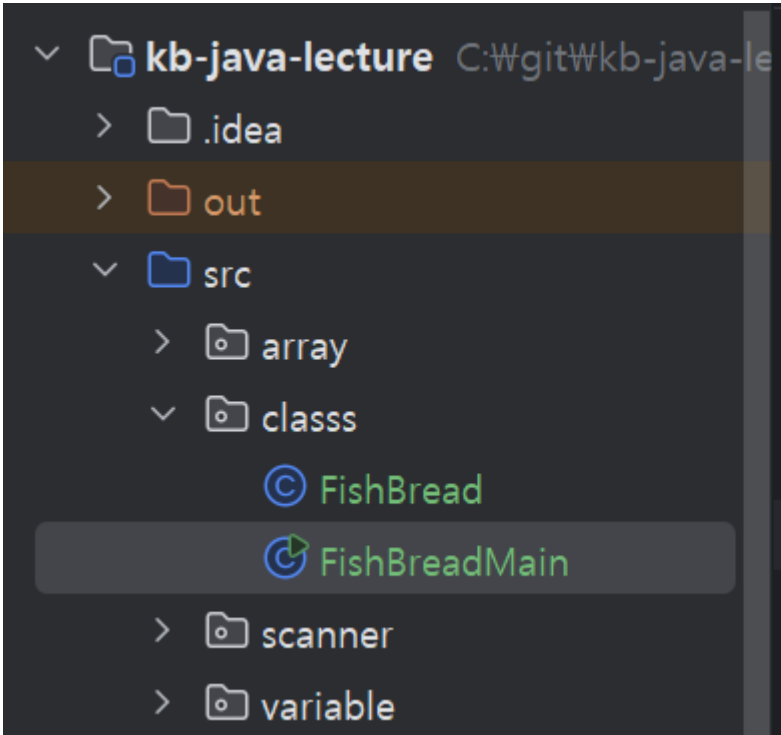 kb-java-lecture C:₩git₩kb-java-le
.idea
out
src
array
classs
FishBread
FishBreadMain
scanner
variable